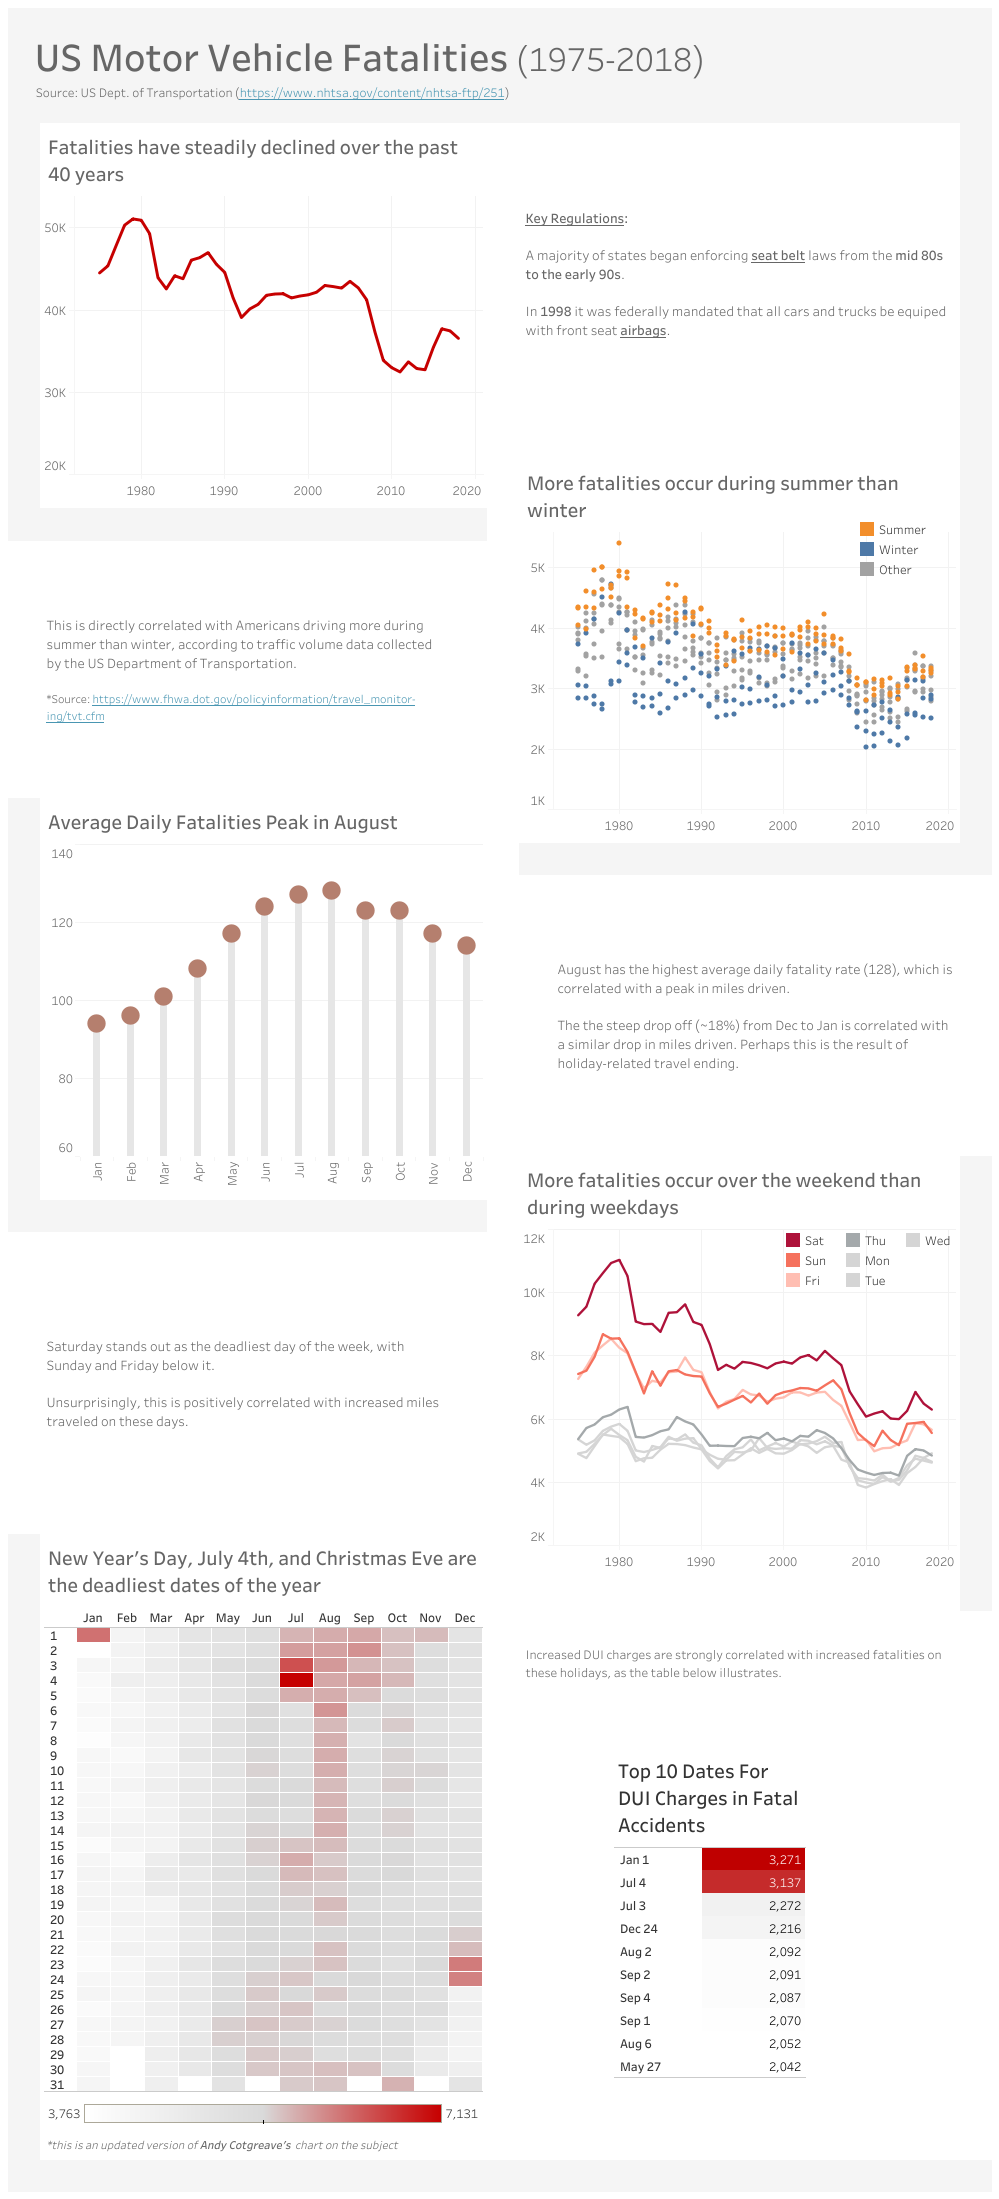 US Motor Vehicle Fatalities (1975-2018)
Source: US Dept. of Transportation (https://www.nhtsa.gov/content/nhtsa-ftp/251)
Fatalities have steadily declined over the past
40 years
50K
40K
30K
20K
1980 1990 2000 2010 2020
Key Regulations:
A majority of states began enforcing seat belt laws from the mid 80s
to the early 90s.
In 1998 it was federally mandated that all cars and trucks be equiped
with front seat airbags.
More fatalities occur during summer than
winter
Summer
Winter
Other
5K
4K
3K
2K
1K
1980 1990 2000 2010 2020
This is directly correlated with Americans driving more during
summer than winter, according to traffic volume data collected
by the US Department of Transportation.
*Source: https://www.fhwa.dot.gov/policyinformation/travel_monitor-
ing/tvt.cfm
Average Daily Fatalities Peak in August
140
120
100
80
60
Jan Feb Mar Apr May Jun Jul Aug Sep Oct Nov Dec
August has the highest average daily fatality rate (128), which is
correlated with a peak in miles driven.
The the steep drop off (~18%) from Dec to Jan is correlated with
a similar drop in miles driven. Perhaps this is the result of
holiday-related travel ending.
More fatalities occur over the weekend than
during weekdays
Sat Thu Wed
Sun Mon
Fri Tue
12K
10K
8K
6K
4K
2K
1980 1990 2000 2010 2020
Saturday stands out as the deadliest day of the week, with
Sunday and Friday below it.
Unsurprisingly, this is positively correlated with increased miles
traveled on these days.
New Year's Day, July 4th, and Christmas Eve are
the deadliest dates of the year
Jan Feb Mar Apr May Jun Jul Aug Sep Oct Nov Dec
1
2
3
4
5
6
7
8
9
10
11
12
13
14
15
16
17
18
19
20
21
22
23
24
25
26
27
28
29
30
31
3,763 7,131
*this is an updated version of Andy Cotgreave's chart on the subject
Increased DUI charges are strongly correlated with increased fatalities on
these holidays, as the table below illustrates.
Top 10 Dates For
DUI Charges in Fatal
Accidents
Jan 1 3,271
Jul 4 3,137
Jul 3 2,272
Dec 24 2,216
Aug 2 2,092
Sep 2 2,091
Sep 4 2,087
Sep 1 2,070
Aug 6 2,052
May 27 2,042